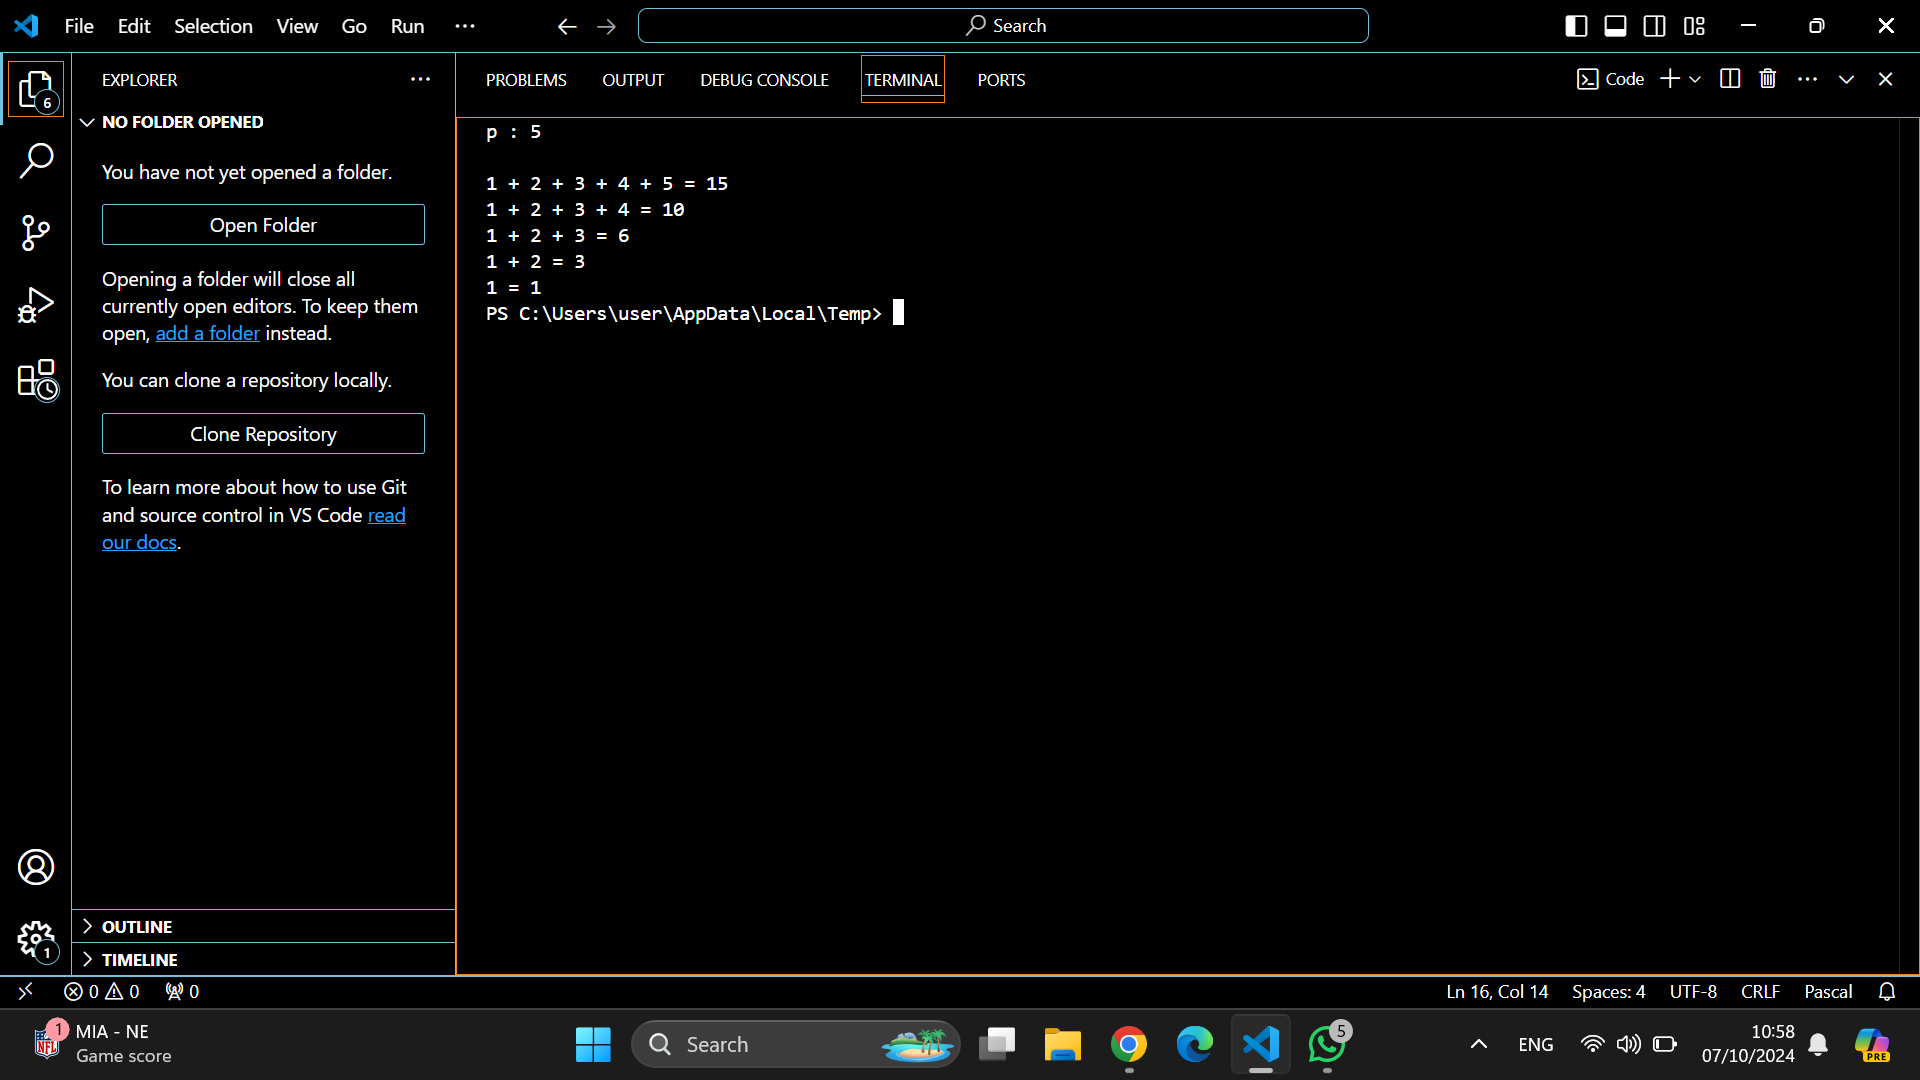 File Edit Selection View Go Run ···
Search
EXPLORER ···
NO FOLDER OPENED
You have not yet opened a folder.
Open Folder
Opening a folder will close all
currently open editors. To keep them
open, add a folder instead.
You can clone a repository locally.
Clone Repository
To learn more about how to use Git
and source control in VS Code read
our docs.
OUTLINE
TIMELINE
6
1
PROBLEMS OUTPUT DEBUG CONSOLE TERMINAL PORTS
Code
p : 5
1 + 2 + 3 + 4 + 5 = 15
1 + 2 + 3 + 4 = 10
1 + 2 + 3 = 6
1 + 2 = 3
1 = 1
PS C:\Users\user\AppData\Local\Temp>
0 0 0
Ln 16, Col 14 Spaces: 4 UTF-8 CRLF Pascal
NFL 1 MIA - NE
Game score
Search
5
ENG
10:58
07/10/2024
PRE